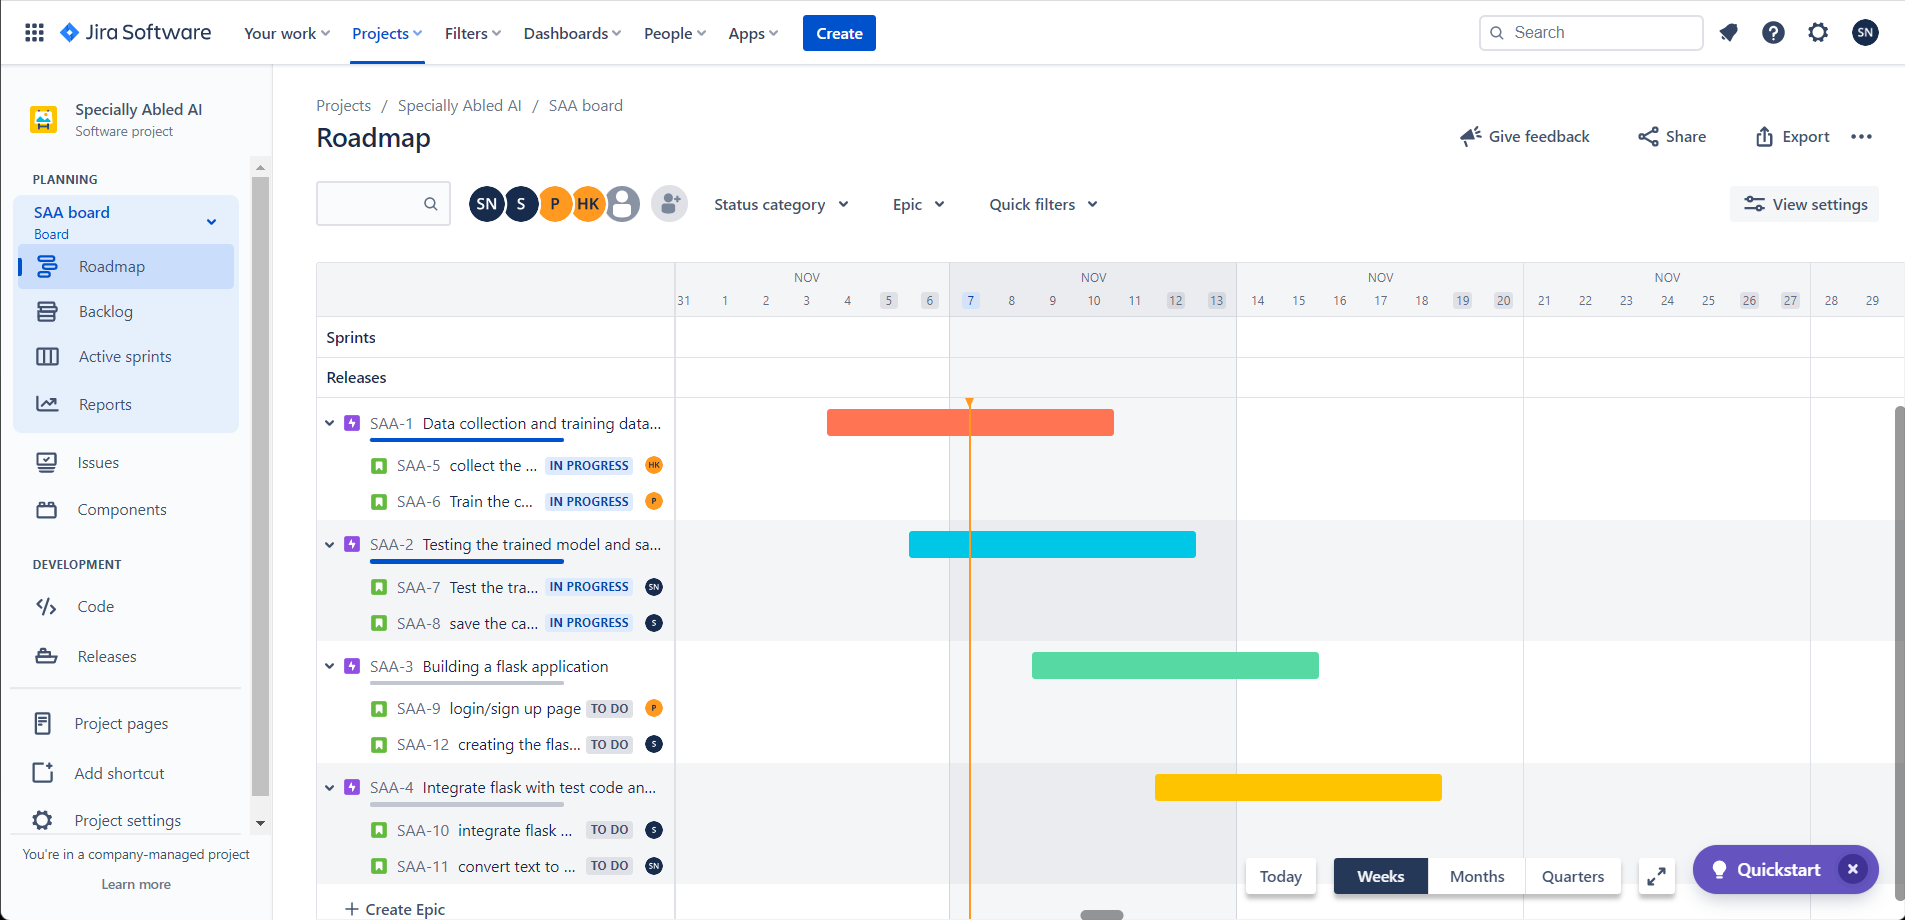 Jira Software Your work Projects Filters Dashboards People Apps Create Search SN
Specially Abled AI
Software project
PLANNING
SAA board
Board
Roadmap
Backlog
Active sprints
Reports
Issues
Components
DEVELOPMENT
Code
Releases
Project pages
Add shortcut
Project settings
You're in a company-managed project
Learn more
Projects / Specially Abled AI / SAA board
Roadmap
Give feedback Share Export
SN S P HK Status category Epic Quick filters View settings
NOV NOV NOV NOV
31 1 2 3 4 5 6 7 8 9 10 11 12 13 14 15 16 17 18 19 20 21 22 23 24 25 26 27 28 29
Sprints
Releases
SAA-1 Data collection and training data...
SAA-5 collect the ... IN PROGRESS HK
SAA-6 Train the c... IN PROGRESS P
SAA-2 Testing the trained model and sa...
SAA-7 Test the tra... IN PROGRESS SN
SAA-8 save the ca... IN PROGRESS S
SAA-3 Building a flask application
SAA-9 login/sign up page TO DO P
SAA-12 creating the flas... TO DO S
SAA-4 Integrate flask with test code an...
SAA-10 integrate flask ... TO DO S
SAA-11 convert text to ... TO DO SN
+ Create Epic
Today Weeks Months Quarters
Quickstart